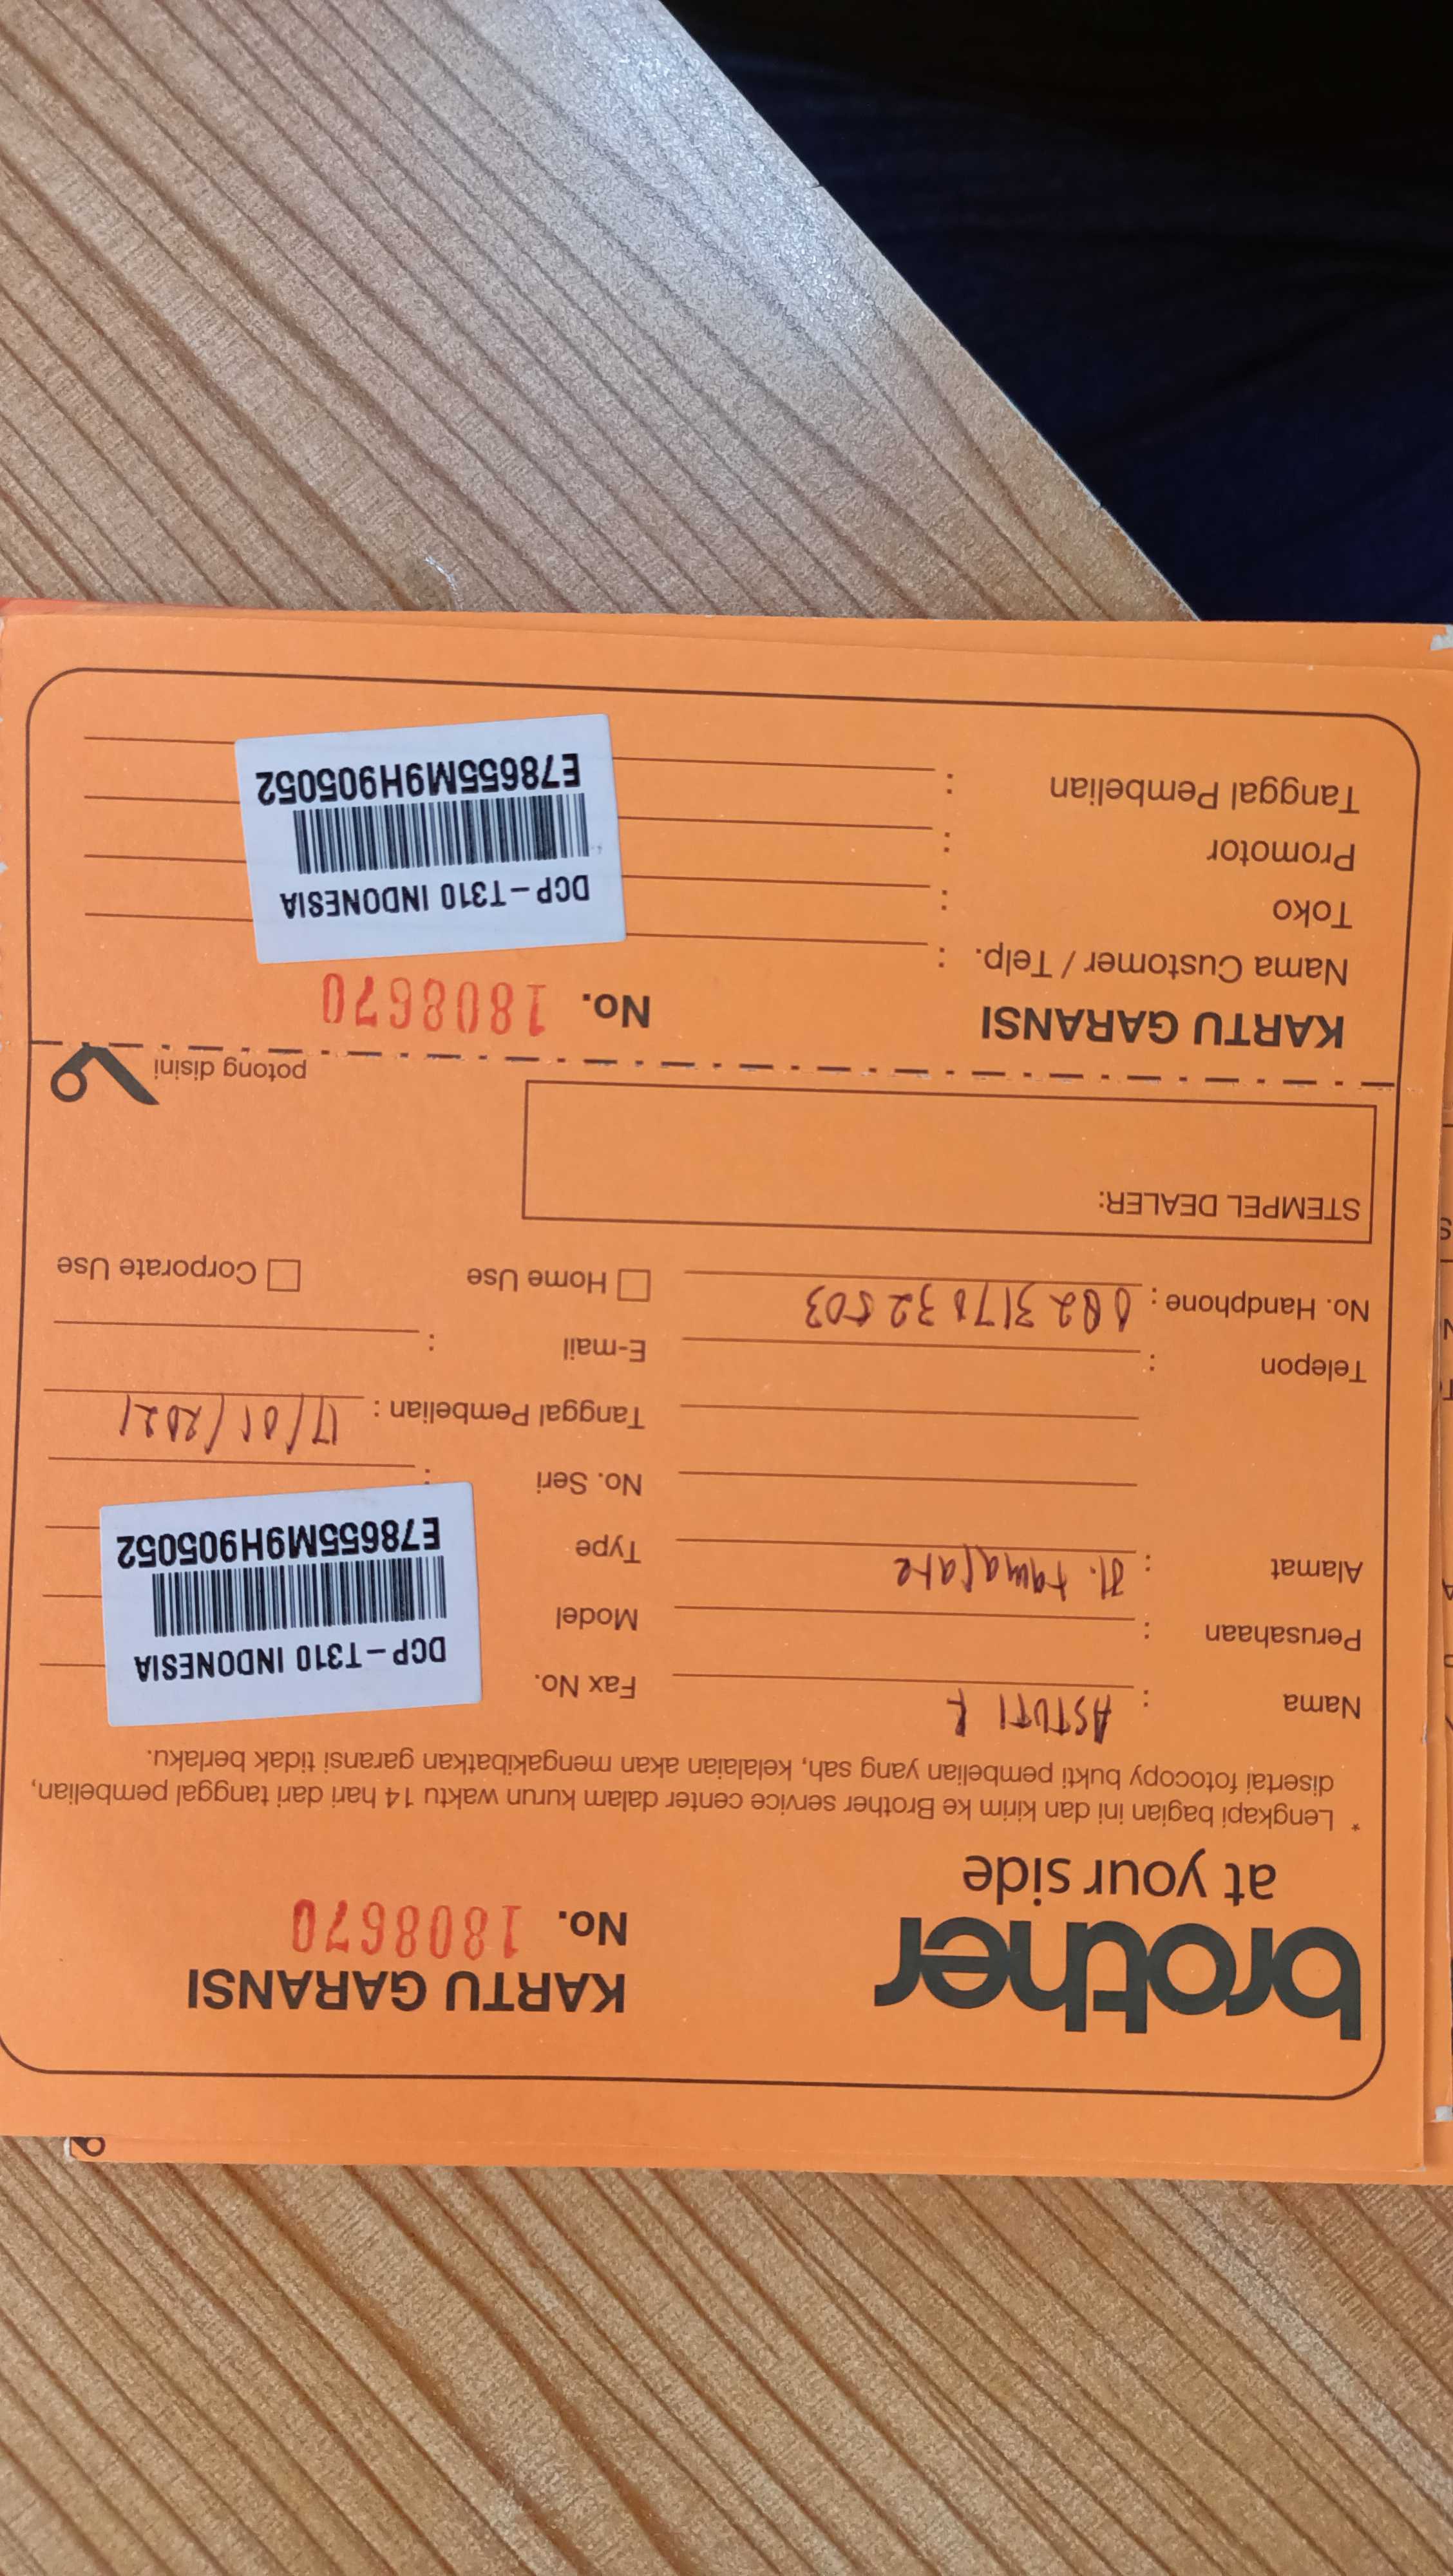 brother
at your side
KARTU GARANSI
No. 1808670
* Lengkapi bagian ini dan kirim ke Brother service center dalam kurun waktu 14 hari dari tanggal pembelian,
disertai fotocopy bukti pembelian yang sah, kelalaian akan mengakibatkan garansi tidak berlaku.
Nama : ASTUTI
Perusahaan :
Alamat : Jl.
Telepon :
No. Handphone :
Fax No.
Model
Type
No. Seri :
DCP-T310 INDONESIA
E78655M9H905052
Tanggal Pembelian : 17/01/2021
E-mail :
Home Use
Corporate Use
STEMPEL DEALER:
potong disini
KARTU GARANSI
No. 1808670
Nama Customer / Telp. :
Toko :
Promotor :
Tanggal Pembelian :
DCP-T310 INDONESIA
E78655M9H905052